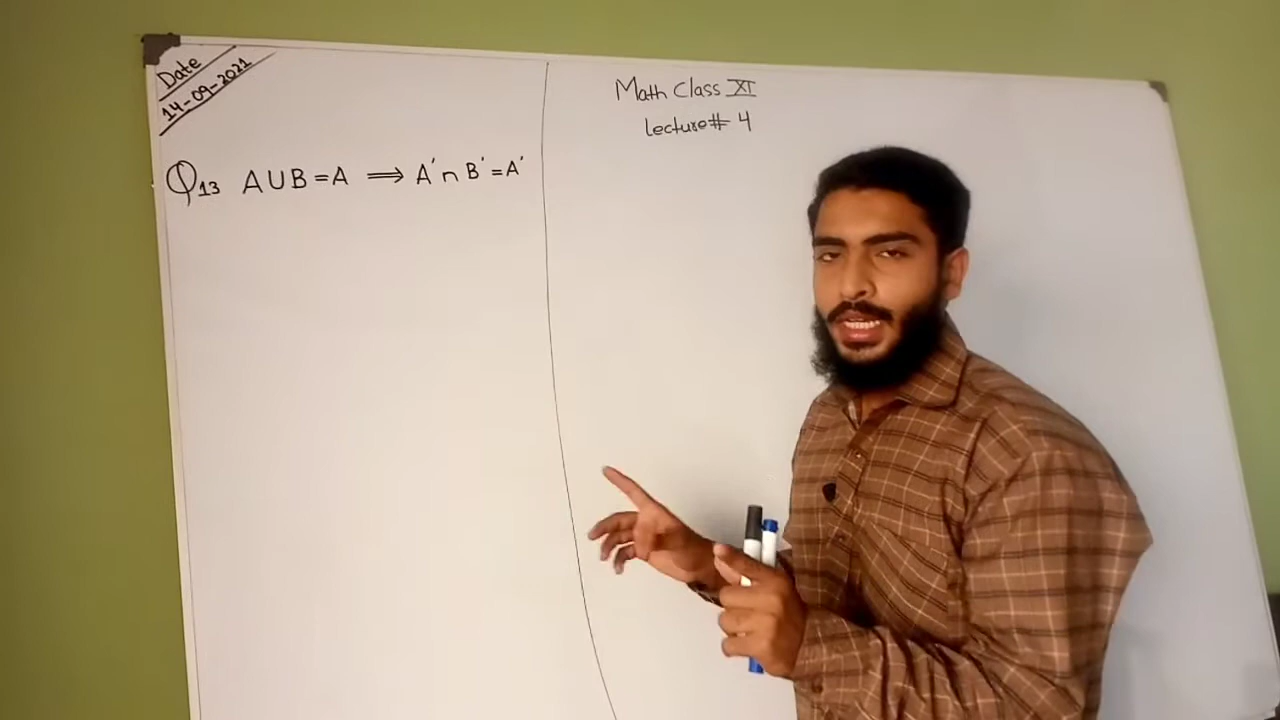 Date
14-09-2021
Math Class XI
Lecture# 4
Q13 A∪B=A ⟹ A'∩B'=A'